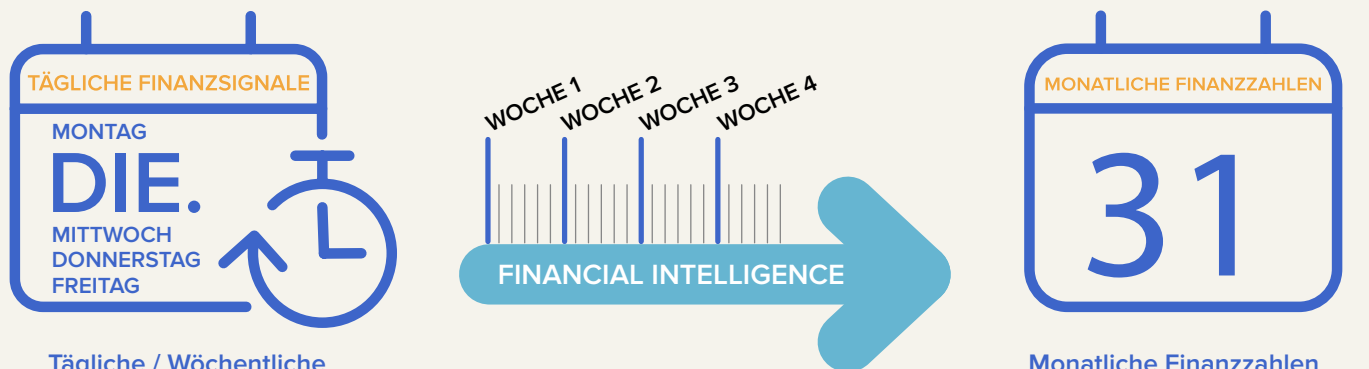 TÄGLICHE FINANZSIGNALE
MONTAG
DIE.
MITTWOCH
DONNERSTAG
FREITAG
Tägliche / Wöchentliche
WOCHE 1
WOCHE 2
WOCHE 3
WOCHE 4
FINANCIAL INTELLIGENCE
MONATLICHE FINANZZAHLEN
31
Monatliche Finanzzahlen